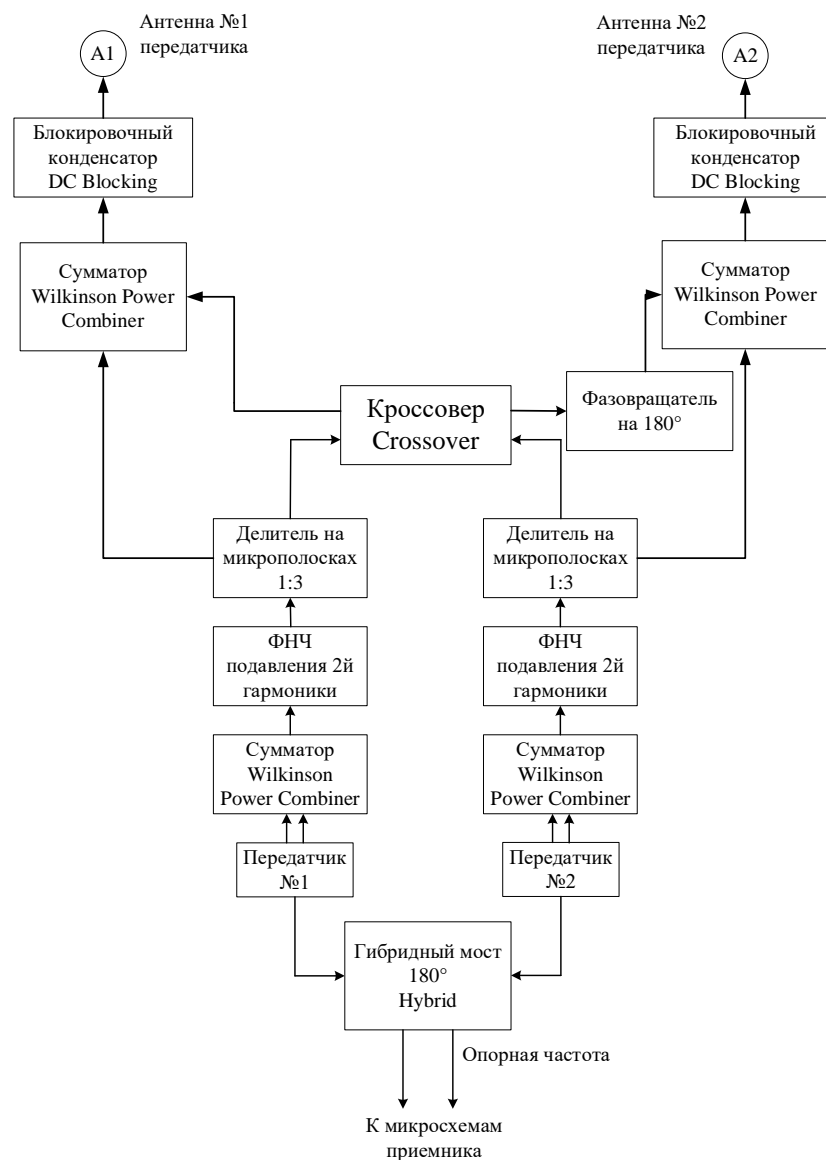 Антенна №1
передатчика
А1
Антенна №2
передатчика
А2
Блокировочный
конденсатор
DC Blocking
Блокировочный
конденсатор
DC Blocking
Сумматор
Wilkinson Power
Combiner
Сумматор
Wilkinson Power
Combiner
Кроссовер
Crossover
Фазовращатель
на 180°
Делитель на
микрополосках
1:3
Делитель на
микрополосках
1:3
ФНЧ
подавления 2й
гармоники
ФНЧ
подавления 2й
гармоники
Сумматор
Wilkinson
Power Combiner
Сумматор
Wilkinson
Power Combiner
Передатчик
№1
Передатчик
№2
Гибридный мост
180°
Hybrid
Опорная частота
К микросхемам
приемника